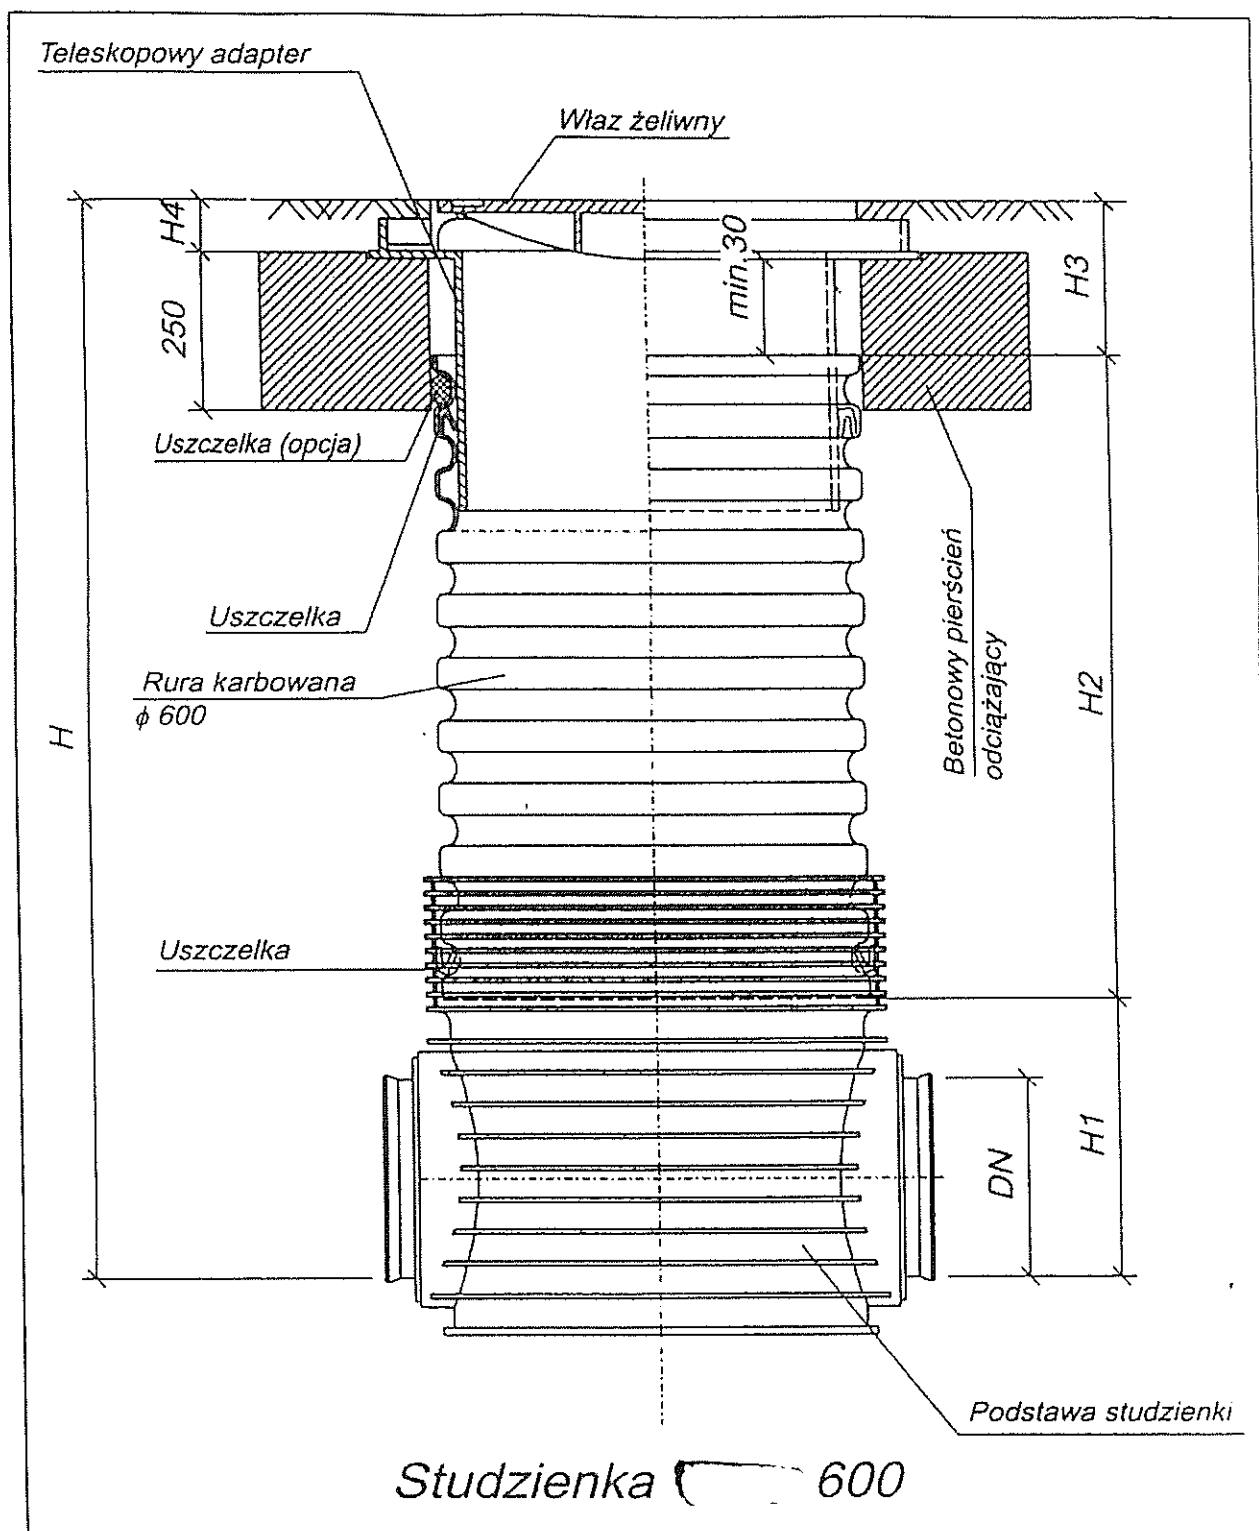 Teleskopowy adapter
Właz żeliwny
H4
min.30
H3
250
Uszczelka (opcja)
Uszczelka
Rura karbowana
ϕ 600
Betonowy pierścień
odciążający
H2
H
Uszczelka
DN
H1
Podstawa studzienki
Studzienka 600